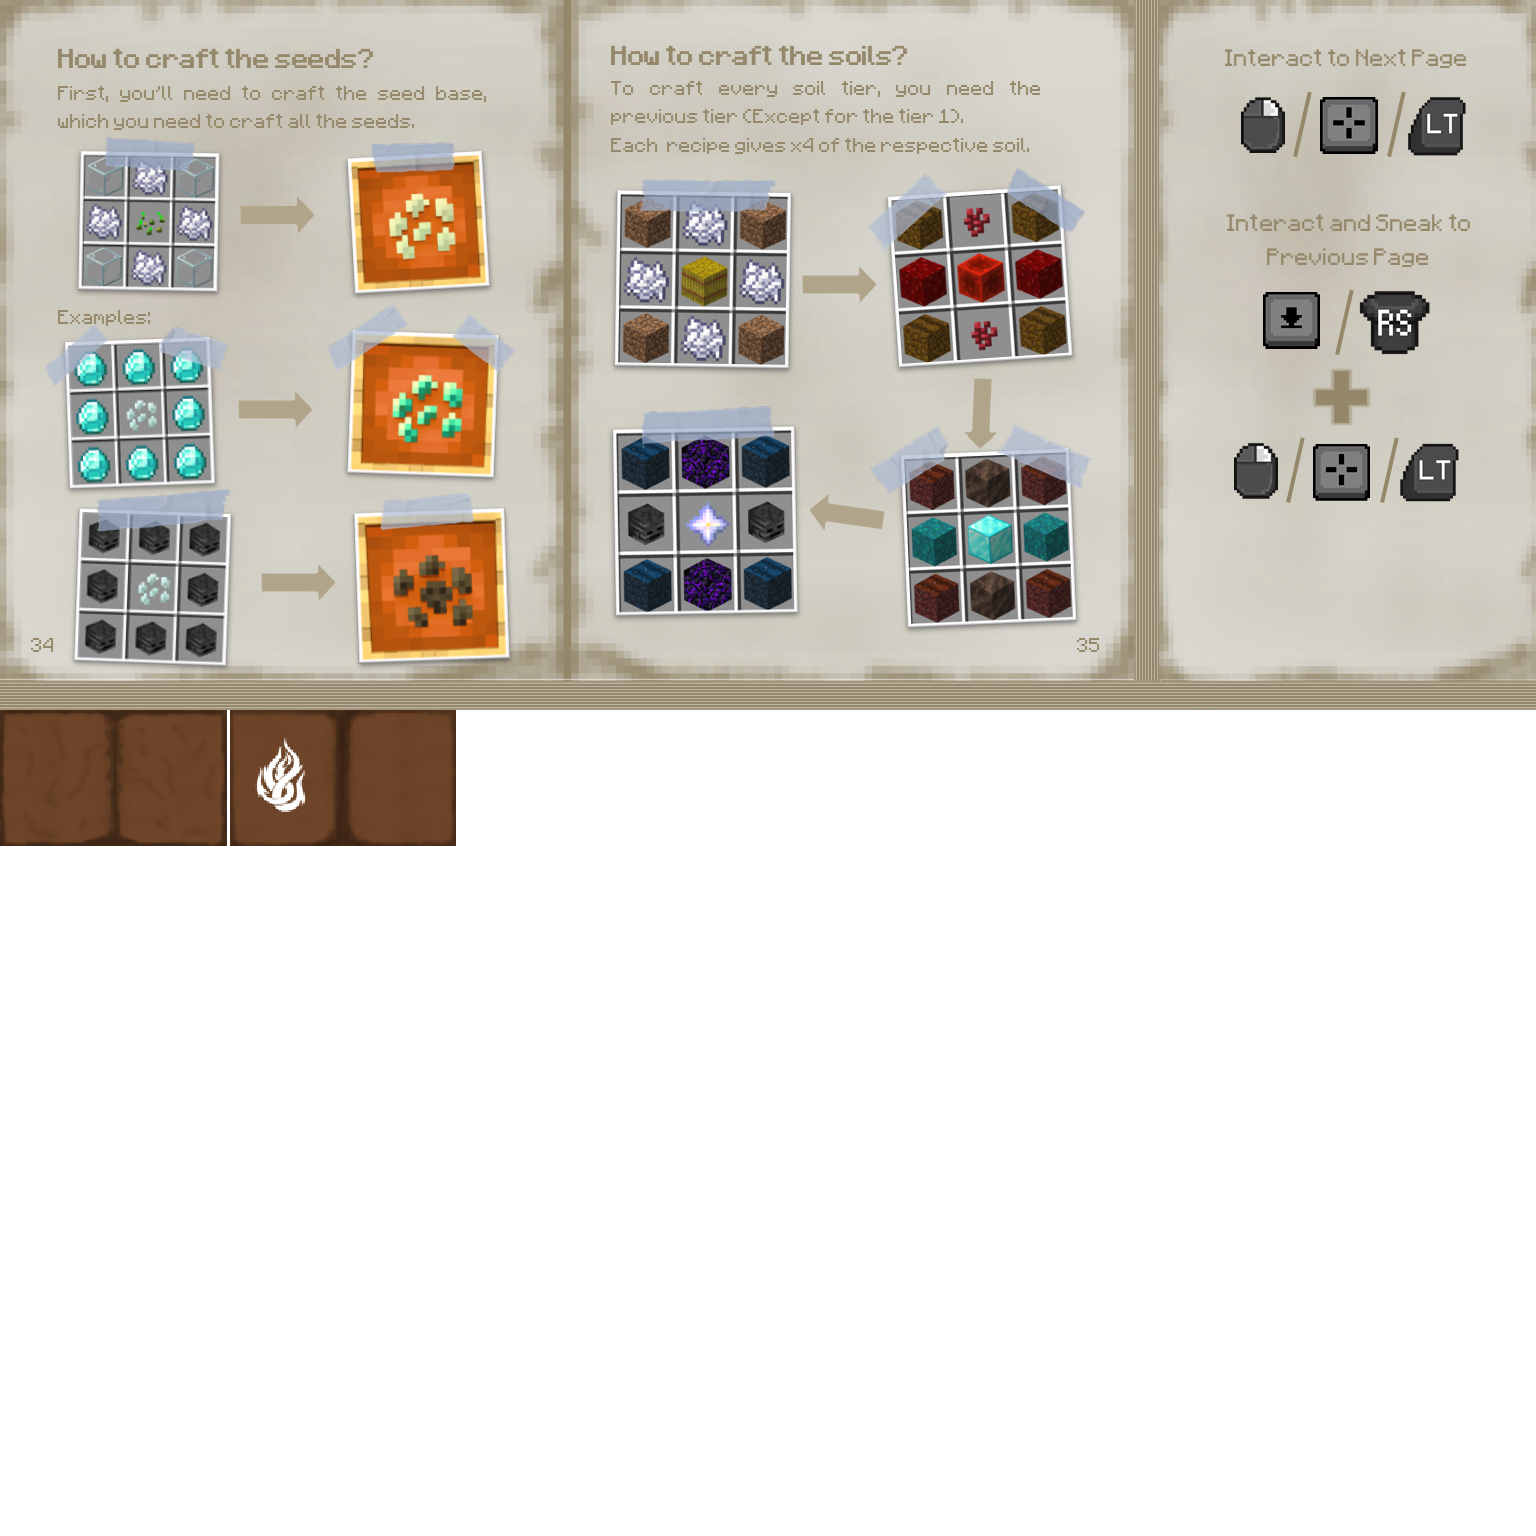 How to craft the seeds?
First, you'll need to craft the seed base,
which you need to craft all the seeds.
Examples:
34
How to craft the soils?
To craft every soil tier, you need the
previous tier (Except for the tier 1).
Each recipe gives x4 of the respective soil.
35
Interact to Next Page
LT
Interact and Sneak to
Previous Page
RS
LT